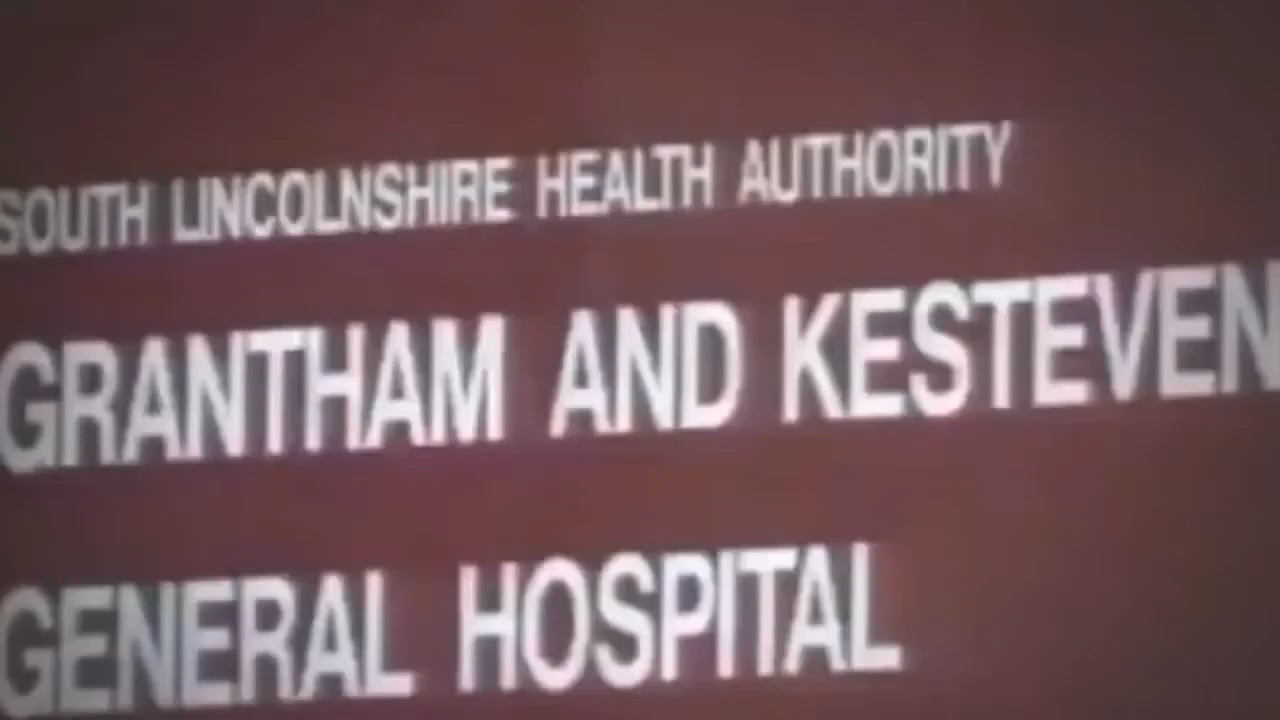 SOUTH LINCOLNSHIRE HEALTH AUTHORITY
GRANTHAM AND KESTEVEN
GENERAL HOSPITAL